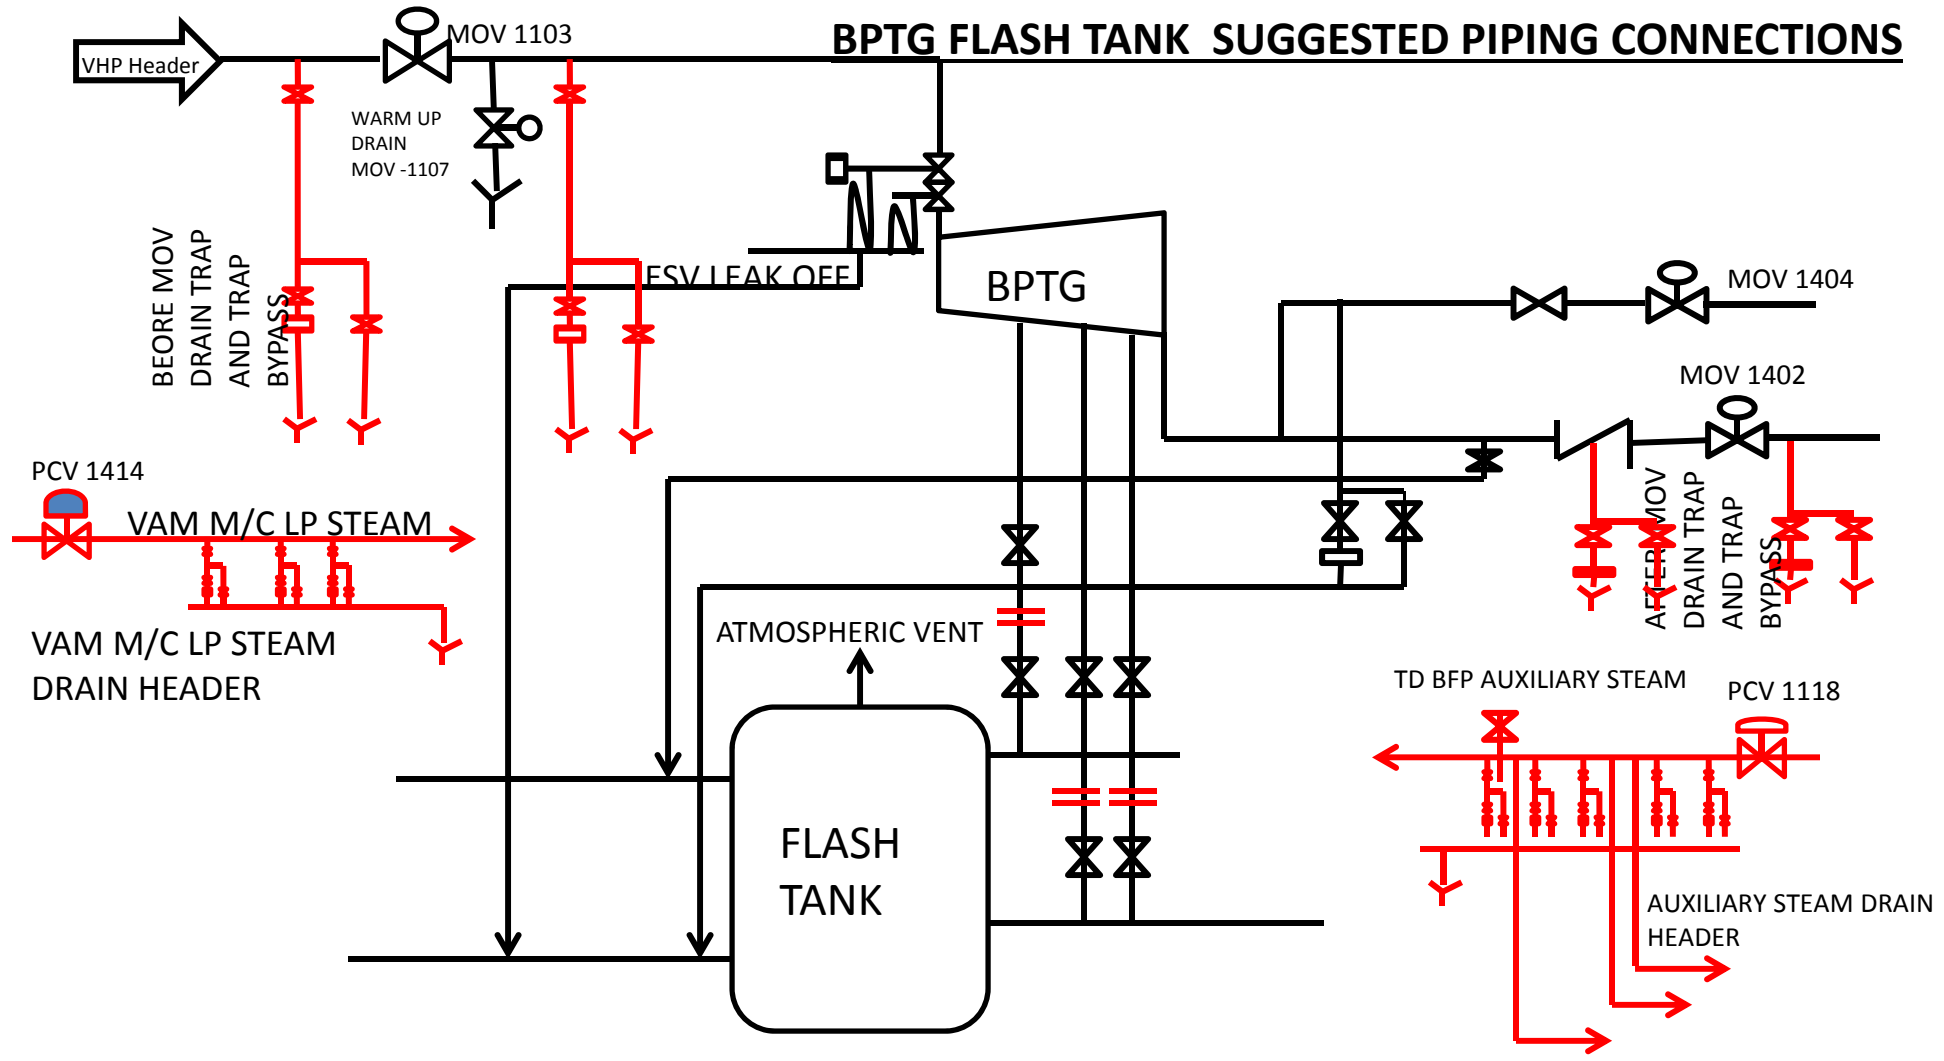 BPTG FLASH TANK SUGGESTED PIPING CONNECTIONS
MOV 1103
VHP Header
WARM UP
DRAIN
MOV -1107
BEORE MOV
DRAIN TRAP
AND TRAP
BYPASS
ESV LEAK OFF
BPTG
MOV 1404
MOV 1402
PCV 1414
VAM M/C LP STEAM
VAM M/C LP STEAM
DRAIN HEADER
AFTER MOV
DRAIN TRAP
AND TRAP
BYPASS
ATMOSPHERIC VENT
TD BFP AUXILIARY STEAM
PCV 1118
FLASH
TANK
AUXILIARY STEAM DRAIN
HEADER